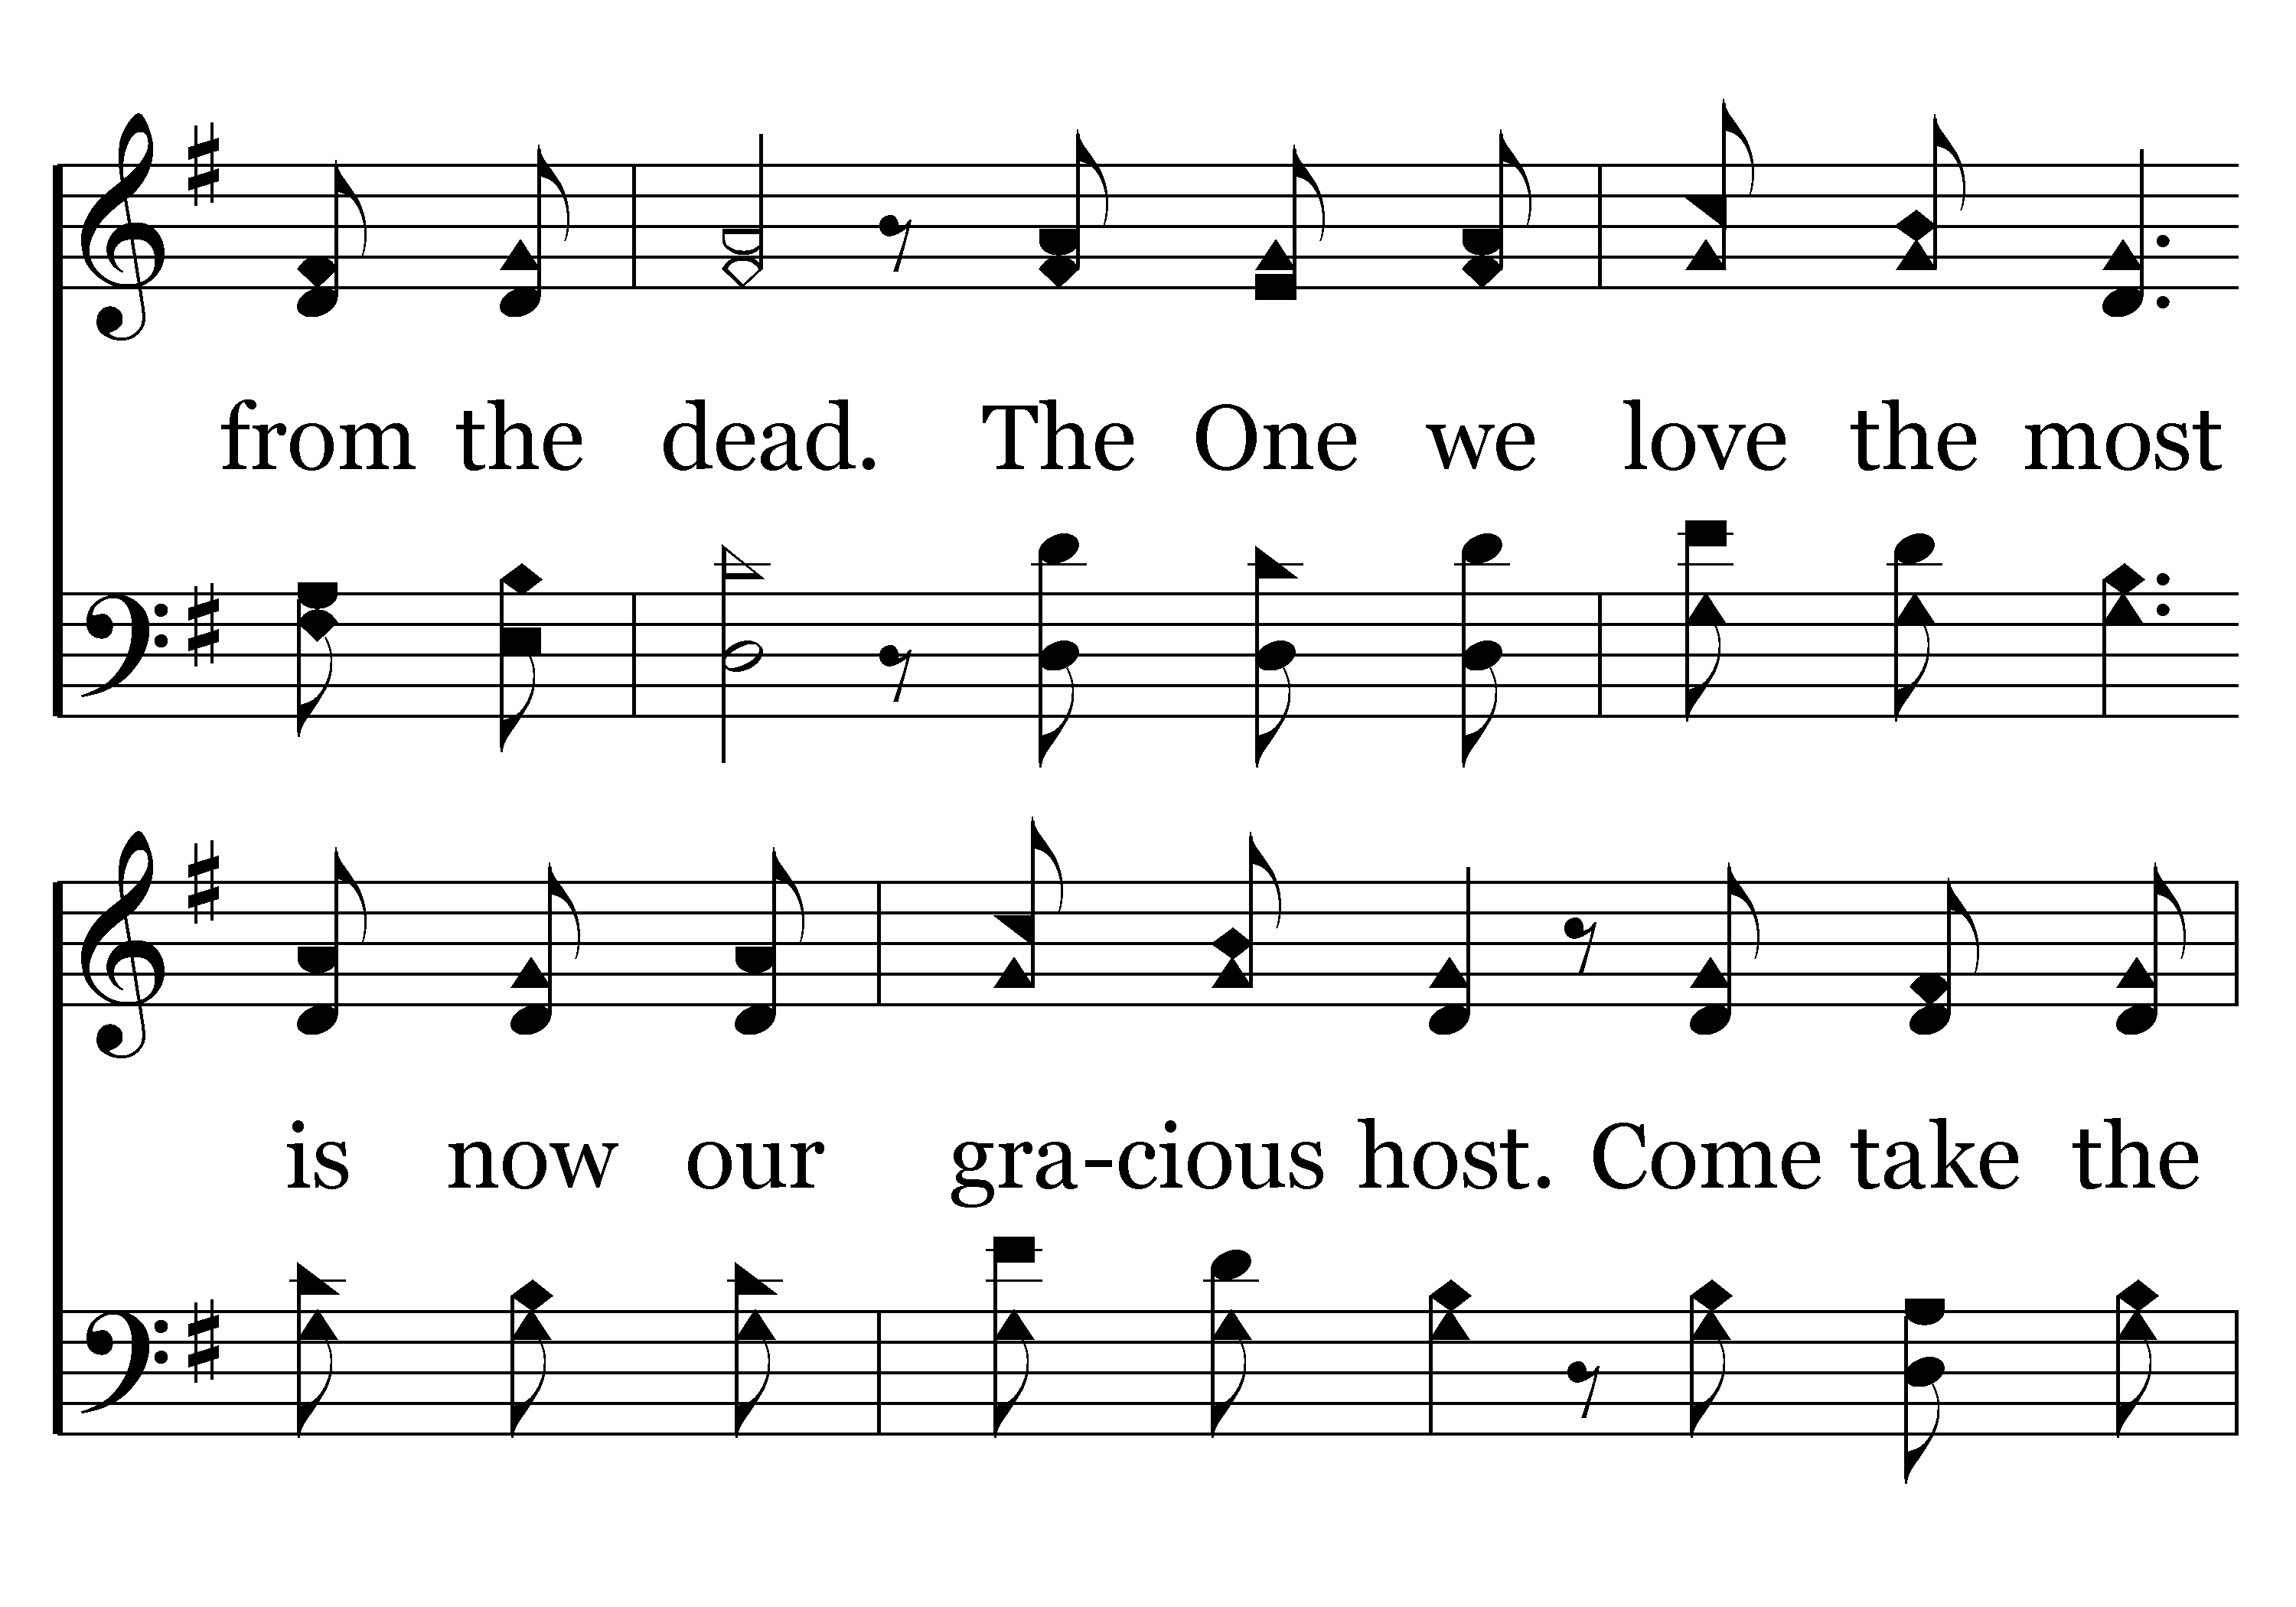 from the dead. The One we love the most
is now our gra-cious host. Come take the